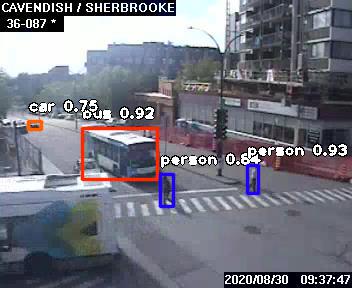 CAVENDISH / SHERBROOKE
36-087 *
car 0.75
bus 0.92
person 0.84
person 0.93
2020/08/30 09:37:47